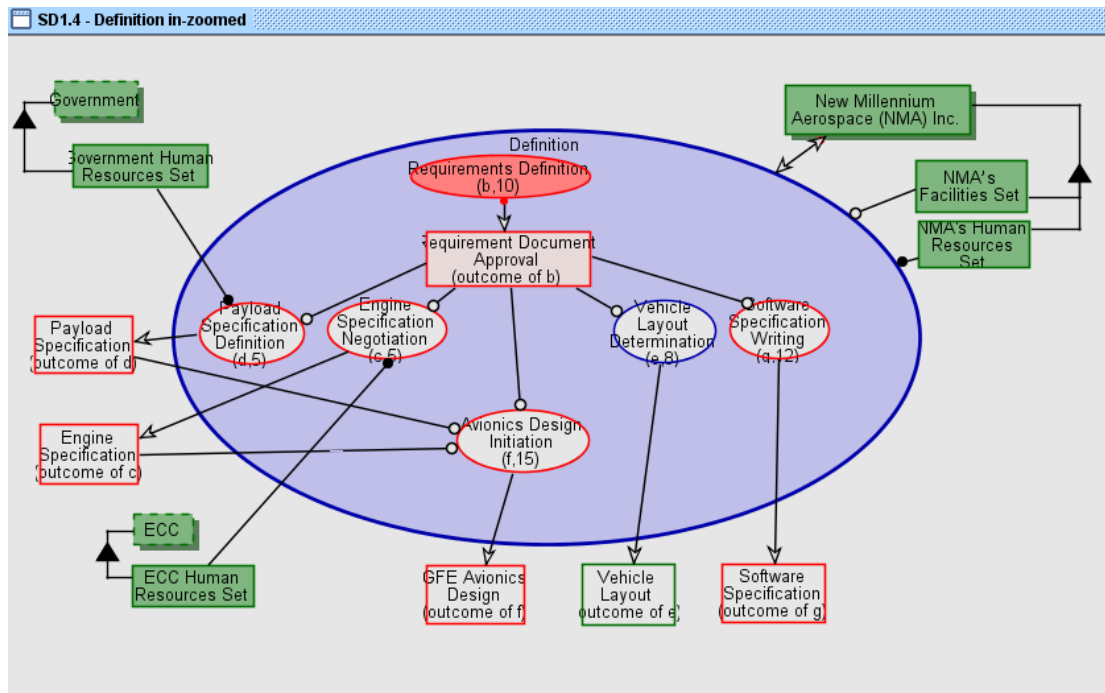 SD1.4 - Definition in-zoomed
Government
Government Human
Resources Set
New Millennium
Aerospace (NMA) Inc.
NMA's
Facilities Set
NMA's Human
Resources
Set
Definition
Requirements Definition
(b,10)
Requirement Document
Approval
(outcome of b)
Payload
Specification
Definition
(d,5)
Engine
Specification
Negotiation
(c,5)
Vehicle
Layout
Determination
(e,8)
Software
Specification
Writing
(g,12)
Payload
Specification
(outcome of d)
Engine
Specification
(outcome of c)
Avionics Design
Initiation
(f,15)
ECC
ECC Human
Resources Set
GFE Avionics
Design
(outcome of f)
Vehicle
Layout
(outcome of e)
Software
Specification
(outcome of g)